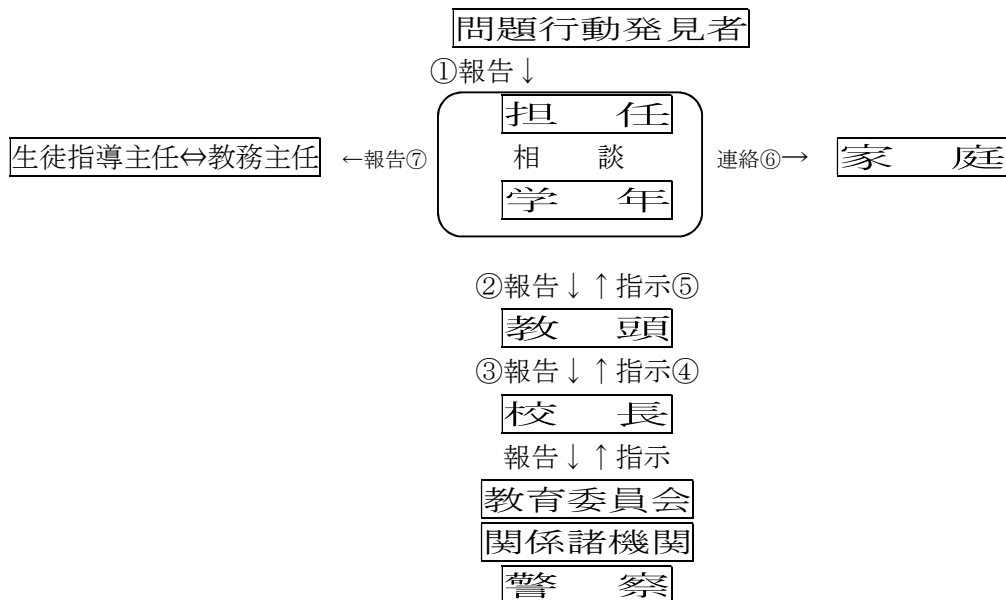 問題行動発見者
①報告↓
担　任
生徒指導主任⇔教務主任　←報告⑦　相　談　連絡⑥→　家　庭
学　年
②報告↓↑指示⑤
教　頭
③報告↓↑指示④
校　長
報告↓↑指示
教育委員会
関係諸機関
警　察